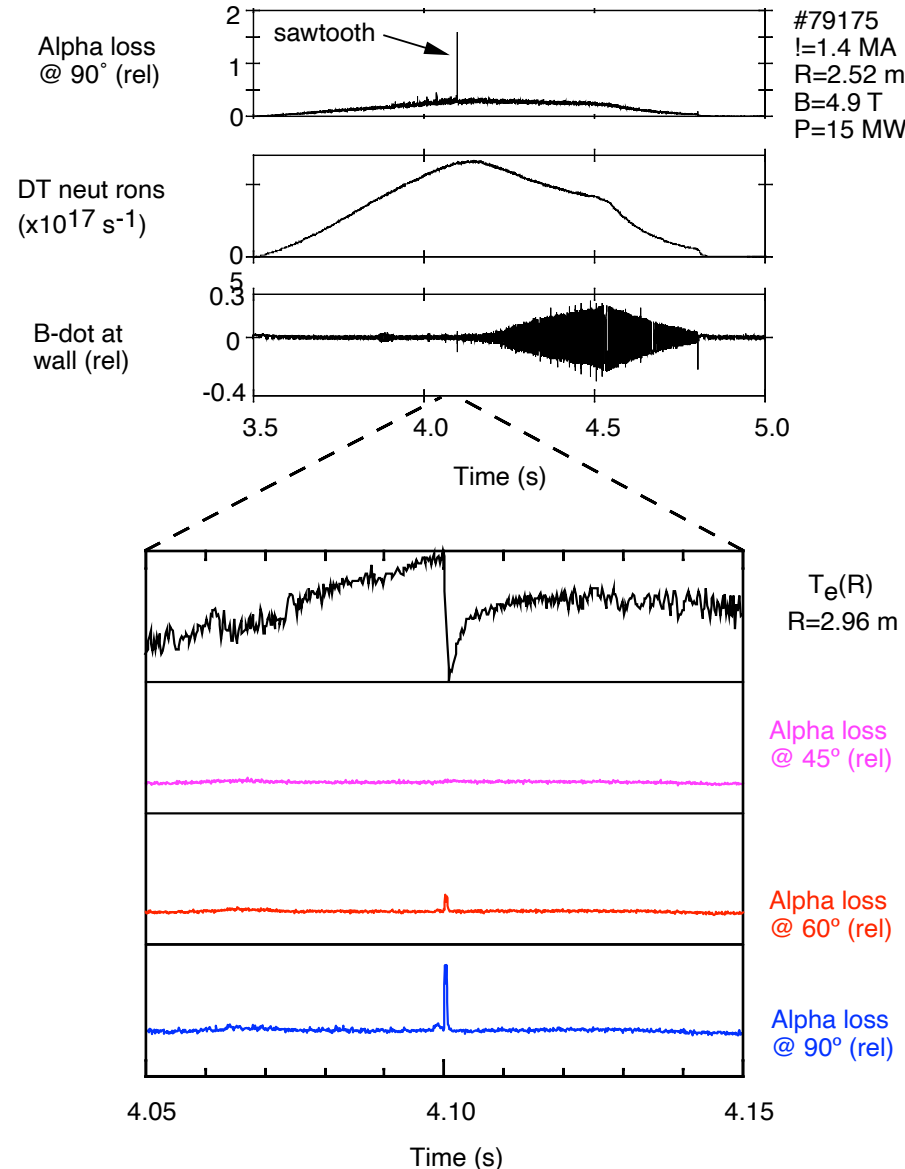 2
Alpha loss
@ 90˚ (rel)
sawtooth
1
0
#79175
!=1.4 MA
R=2.52 m
B=4.9 T
P=15 MW
DT neut rons
(x10^17 s^-1)
0
5
0.3
B-dot at
wall (rel)
0
-0.4
3.5 4.0 4.5 5.0
Time (s)
T_e(R)
R=2.96 m
Alpha loss
@ 45º (rel)
Alpha loss
@ 60º (rel)
Alpha loss
@ 90º (rel)
4.05 4.10 4.15
Time (s)